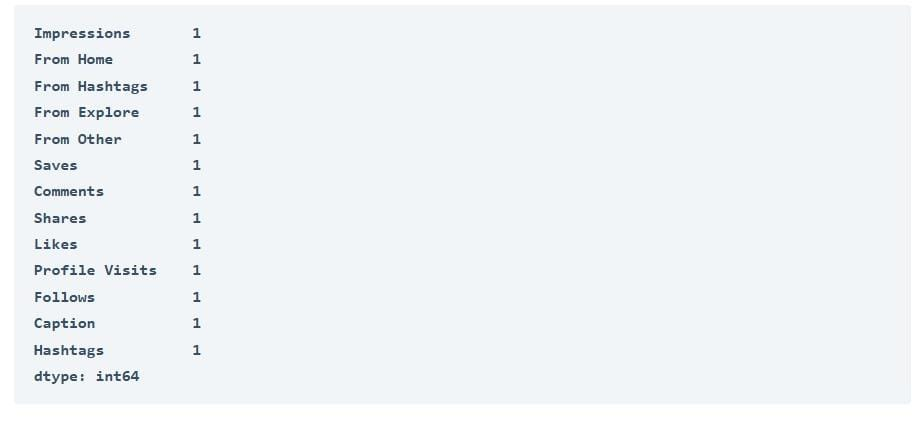 Impressions 1
From Home 1
From Hashtags 1
From Explore 1
From Other 1
Saves 1
Comments 1
Shares 1
Likes 1
Profile Visits 1
Follows 1
Caption 1
Hashtags 1
dtype: int64